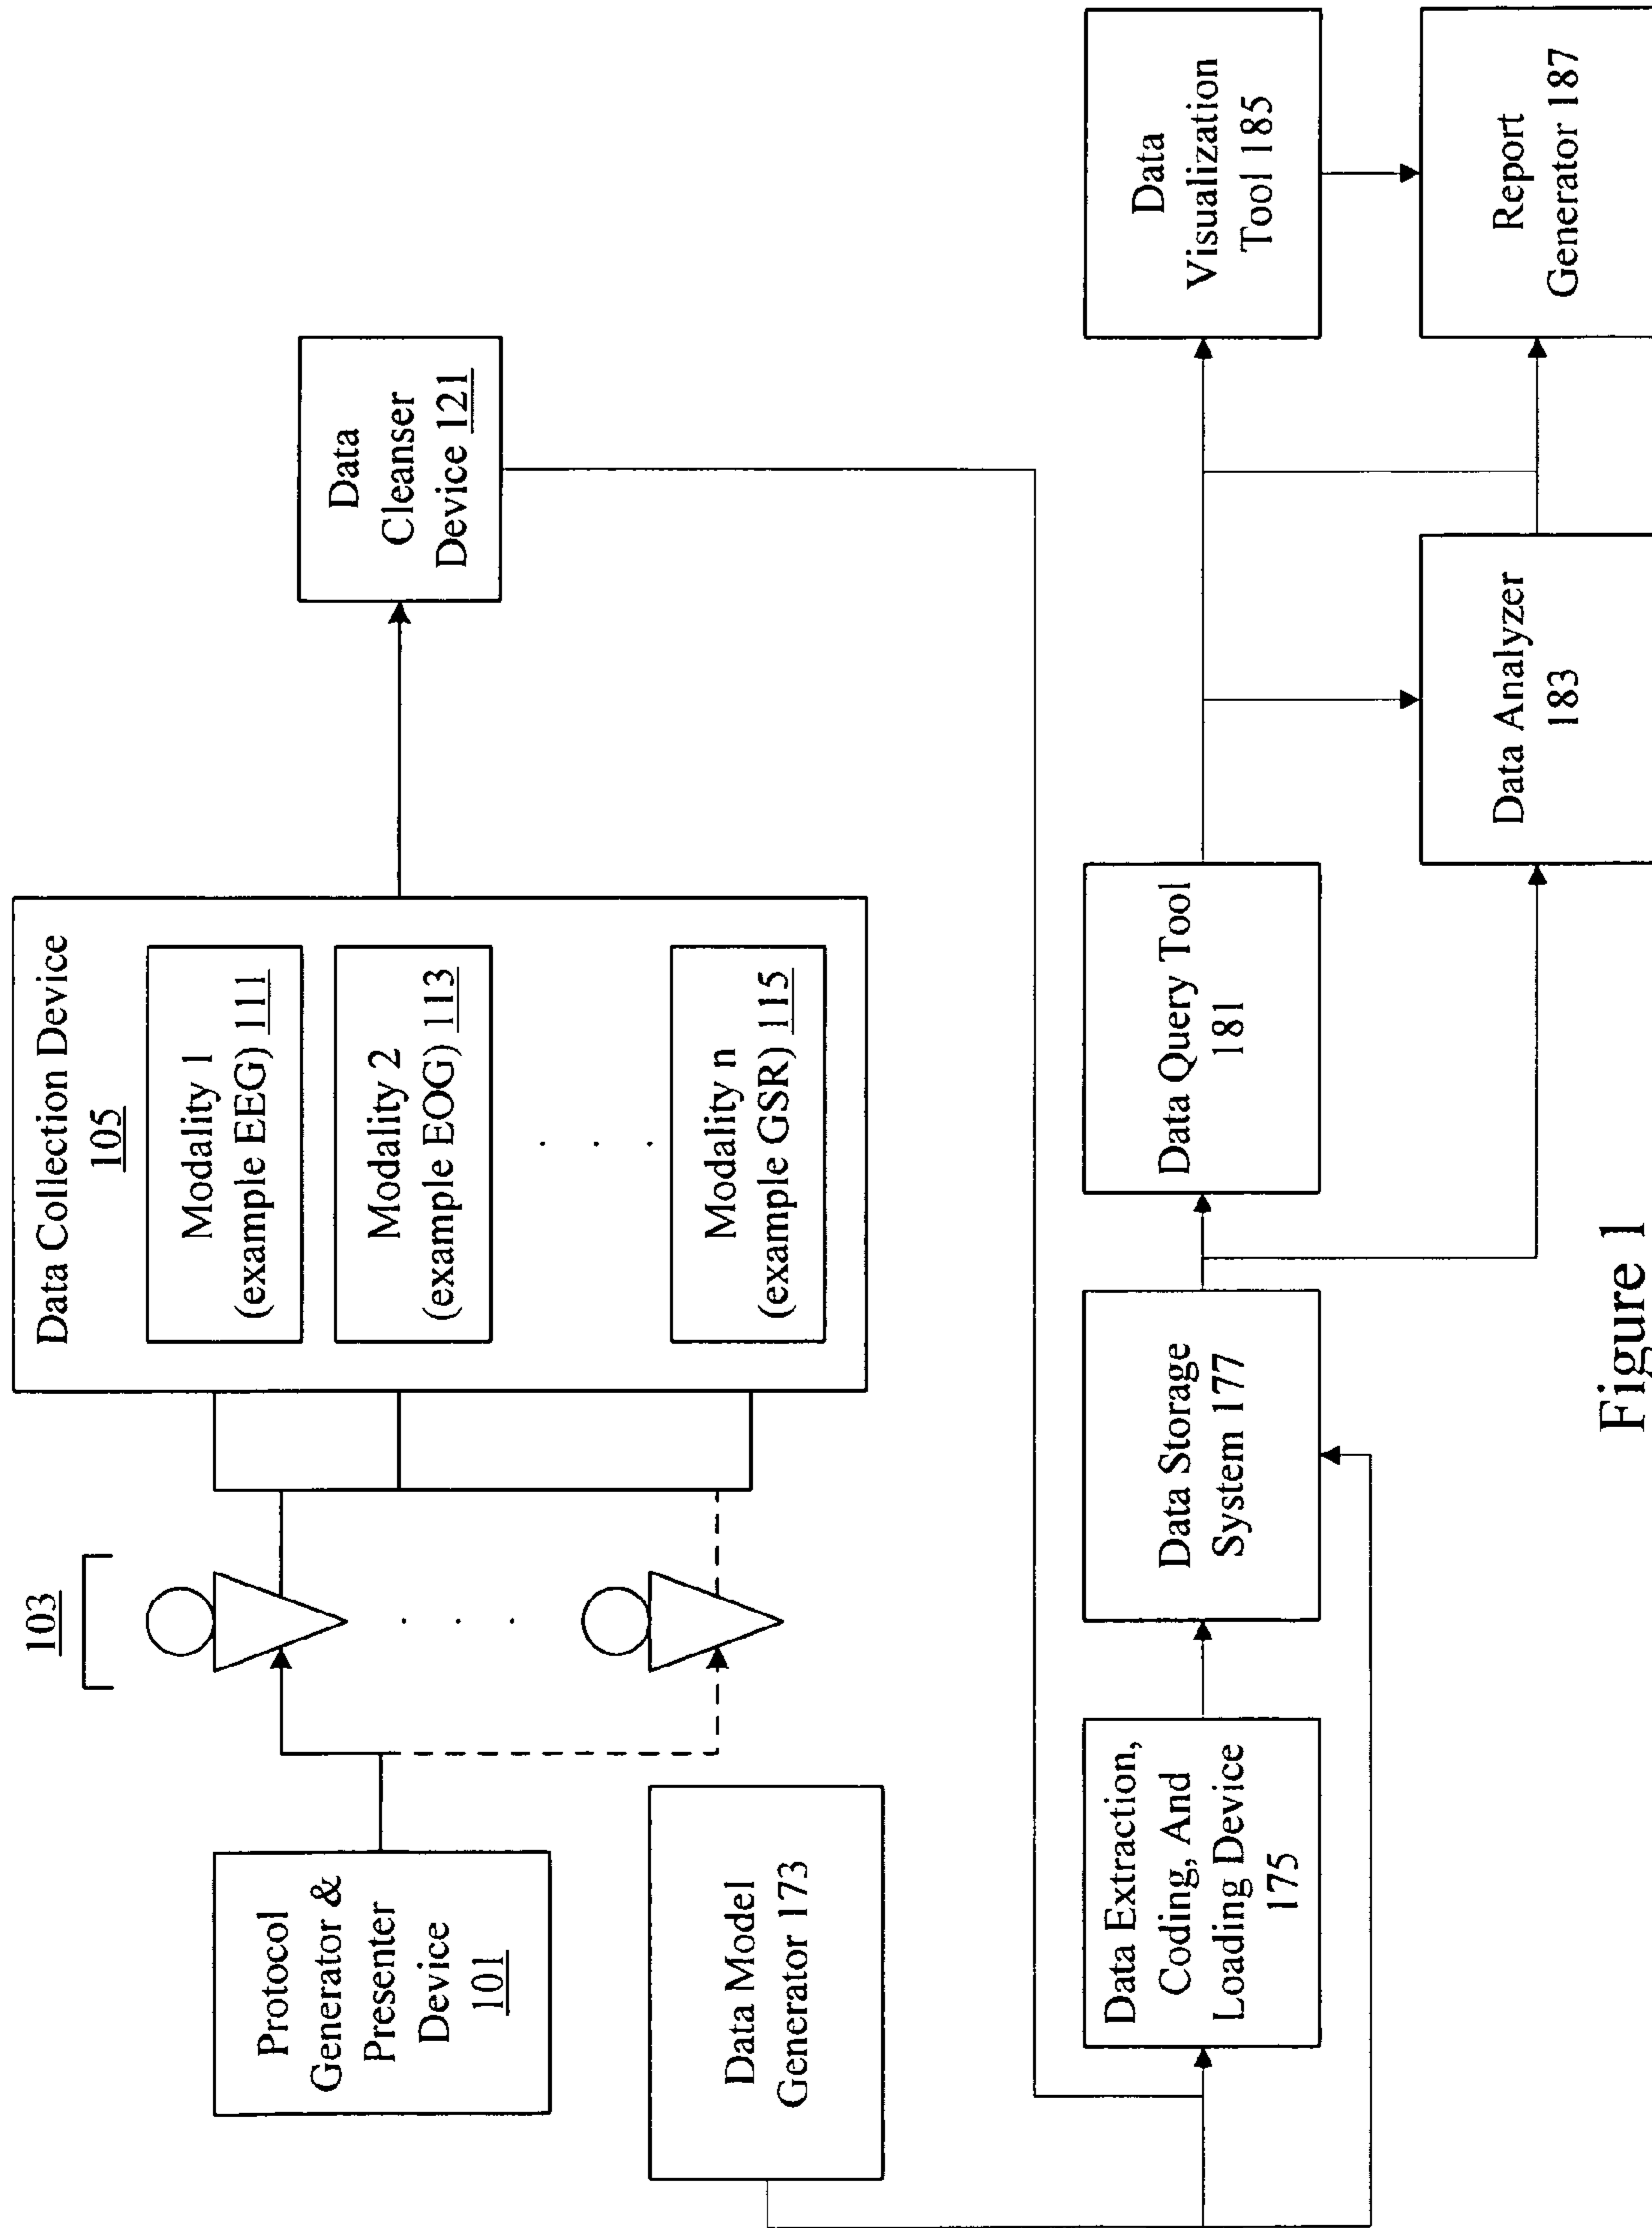 103
Protocol
Generator &
Presenter
Device
101
Data Collection Device
105
Modality 1
(example EEG) 111
Modality 2
(example EOG) 113
. . .
Modality n
(example GSR) 115
Data
Cleanser
Device 121
Data Model
Generator 173
Data Extraction,
Coding, And
Loading Device
175
Data Storage
System 177
Data Query Tool
181
Data Analyzer
183
Data
Visualization
Tool 185
Report
Generator 187
Figure 1